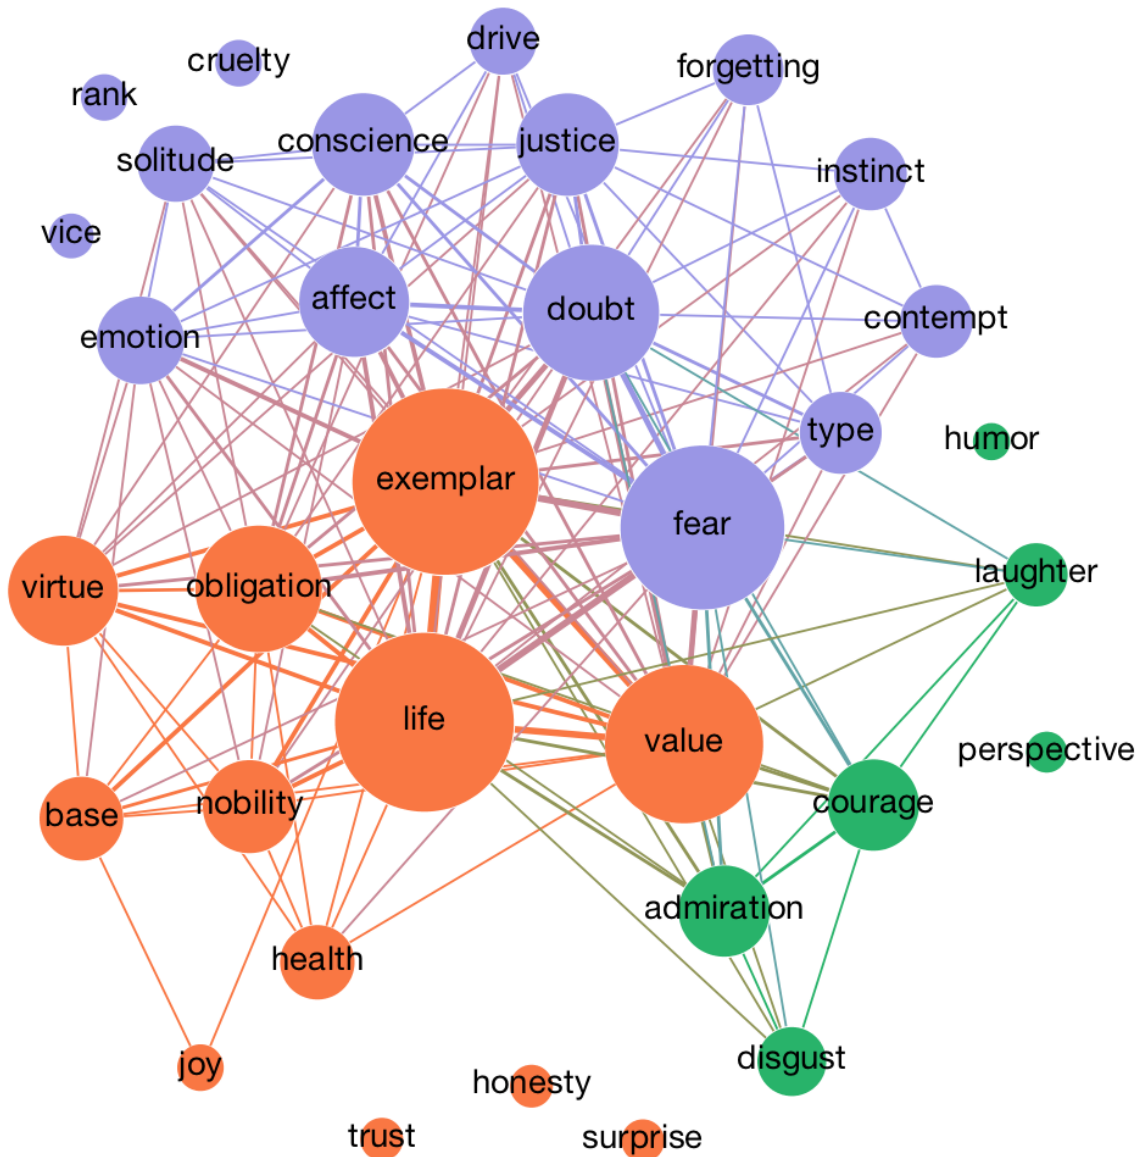 drive
cruelty
forgetting
rank
conscience
justice
solitude
instinct
vice
affect
doubt
contempt
emotion
type
humor
exemplar
fear
laughter
virtue
obligation
life
value
perspective
base
nobility
courage
admiration
health
joy
disgust
honesty
trust
surprise